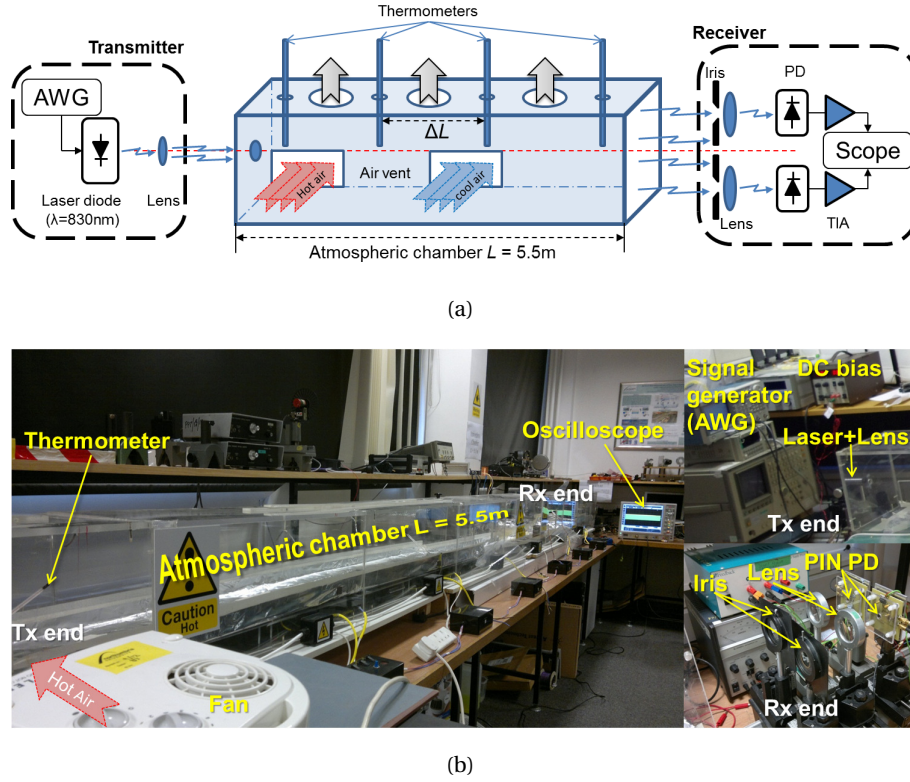 Thermometers
Transmitter
Receiver
AWG
Iris
PD
ΔL
Scope
Hot air
Air vent
cool air
Laser diode
(λ=830nm)
Lens
Lens
TIA
Atmospheric chamber L = 5.5m
(a)
Thermometer
Oscilloscope
Rx end
Atmospheric chamber L = 5.5m
Caution
Hot
Tx end
Hot Air
Fan
Signal
generator
(AWG)
DC bias
Laser+Lens
Tx end
Iris
Lens
PIN PD
Rx end
(b)